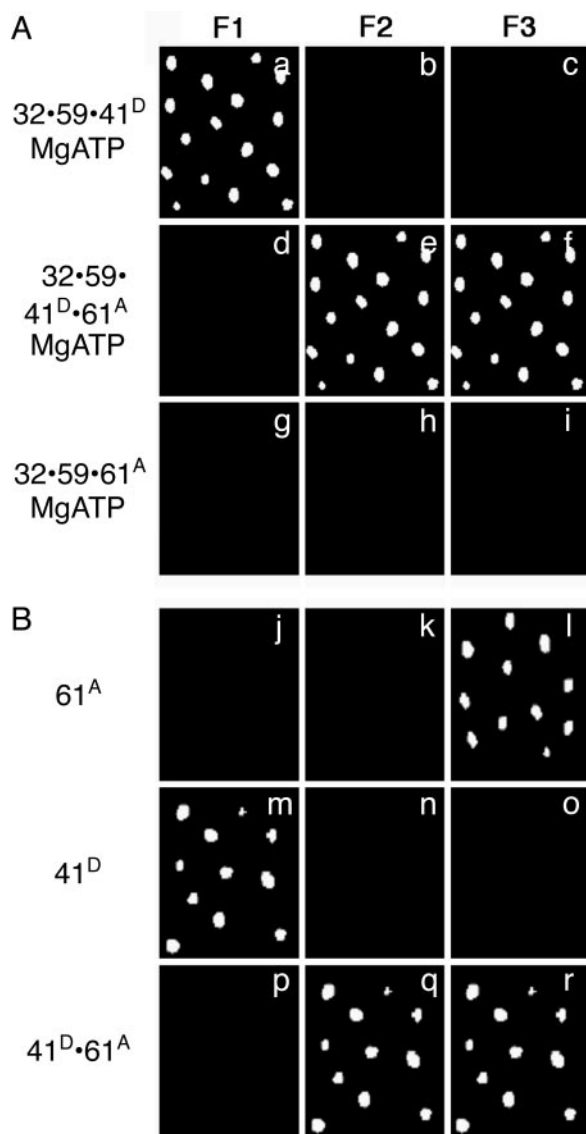 A F1 F2 F3
a b c
32•59•41ᴰ
MgATP
d e f
32•59•
41ᴰ•61ᴬ
MgATP
g h i
32•59•61ᴬ
MgATP
B
j k l
61ᴬ
m n o
41ᴰ
p q r
41ᴰ•61ᴬ